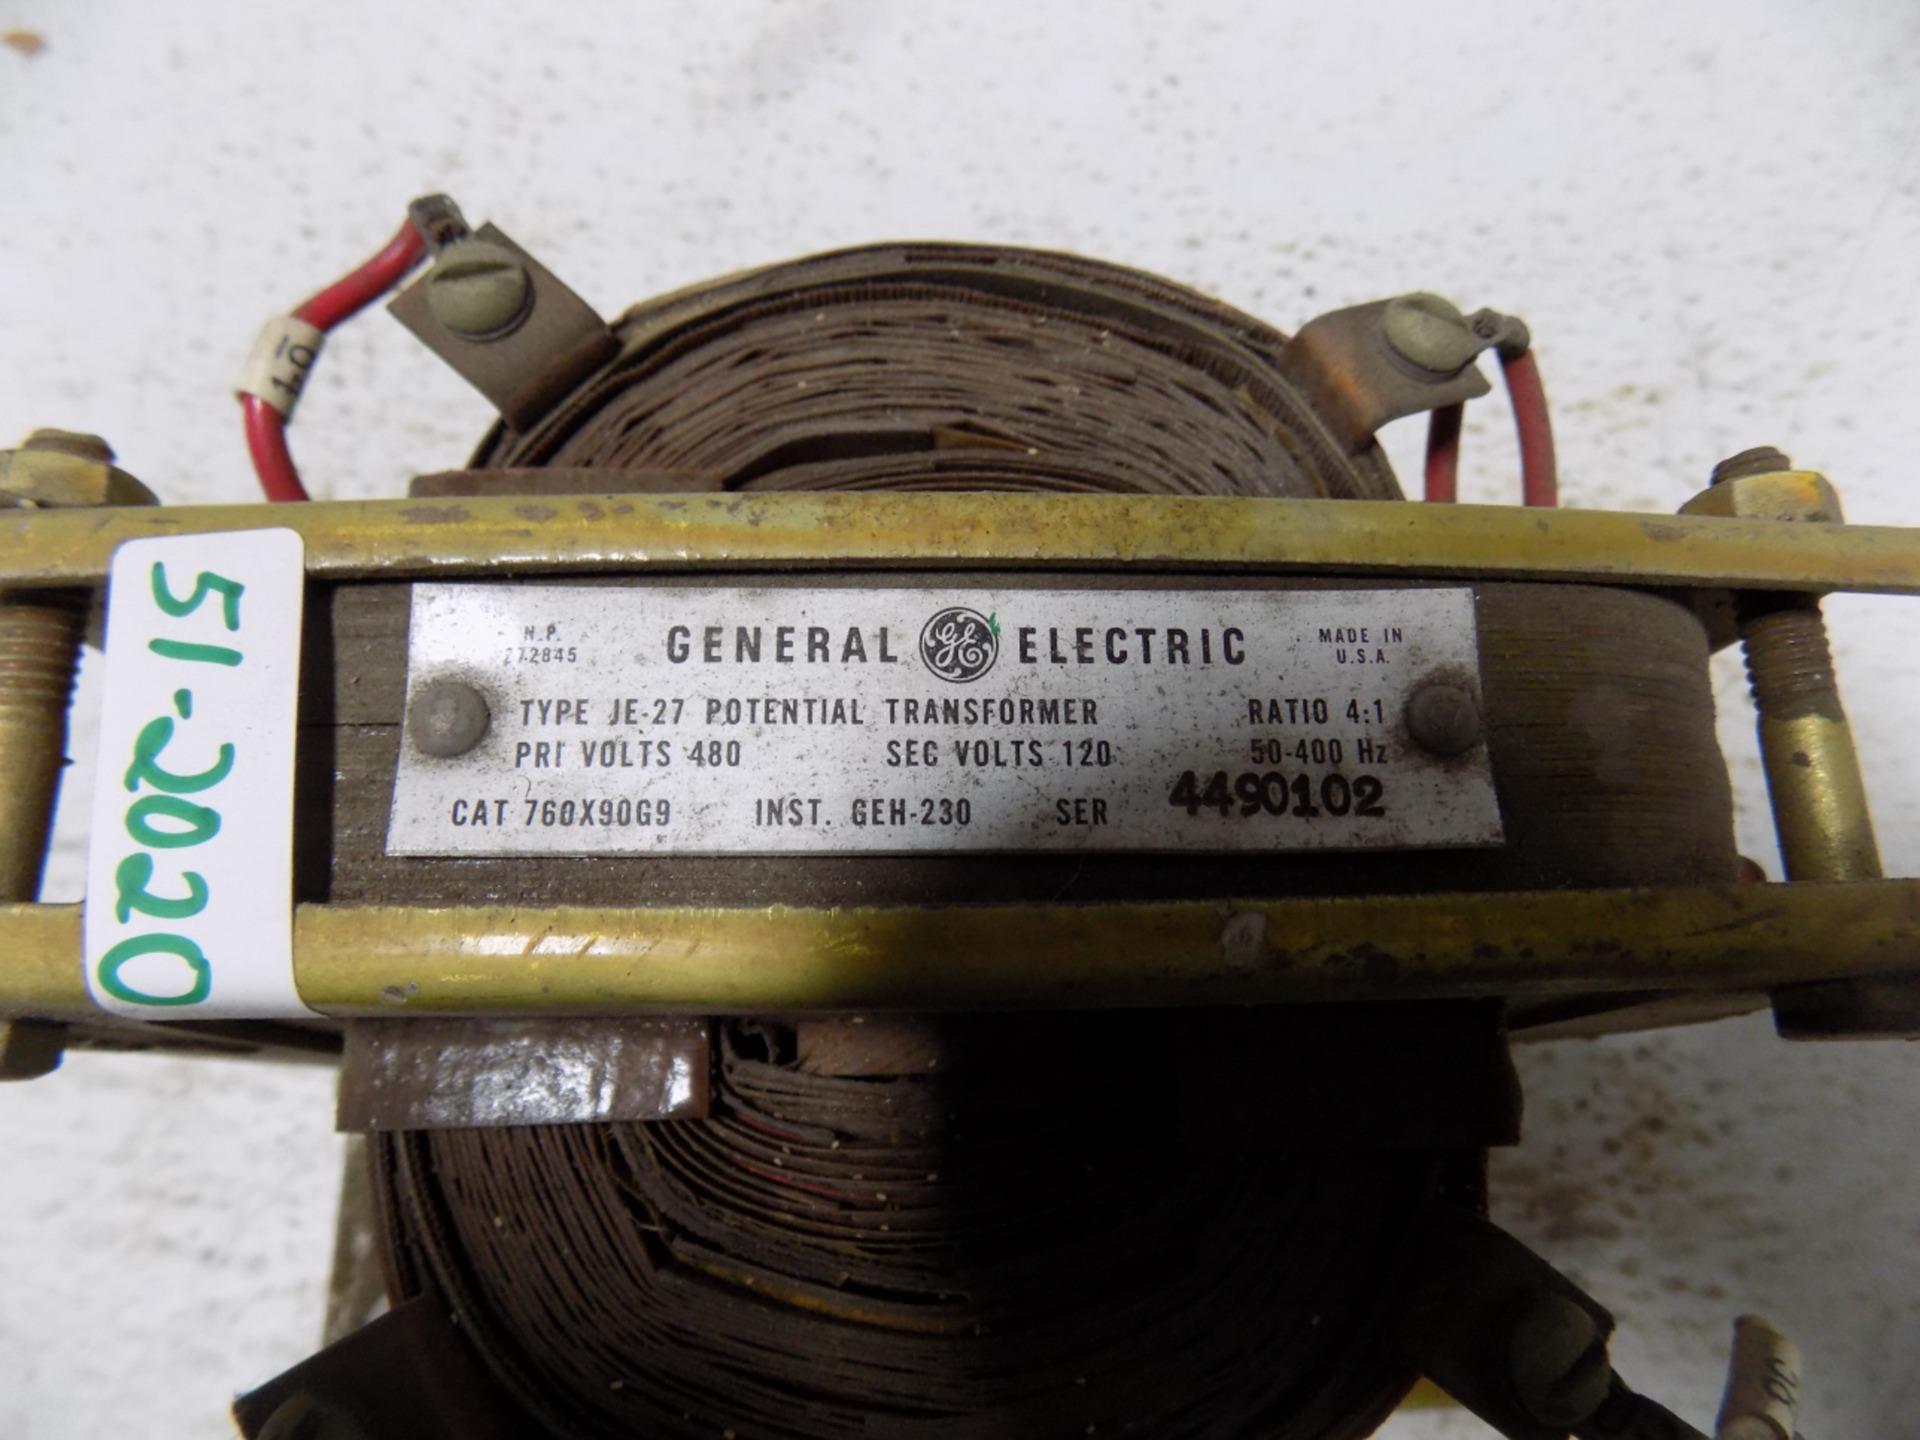 N.P.
272845
GENERAL GE ELECTRIC
MADE IN
U.S.A.
TYPE JE-27 POTENTIAL TRANSFORMER RATIO 4:1
PRI VOLTS 480 SEC VOLTS 120 50-400 Hz
CAT 760X90G9 INST. GEH-230 SER 4490102
51-2020